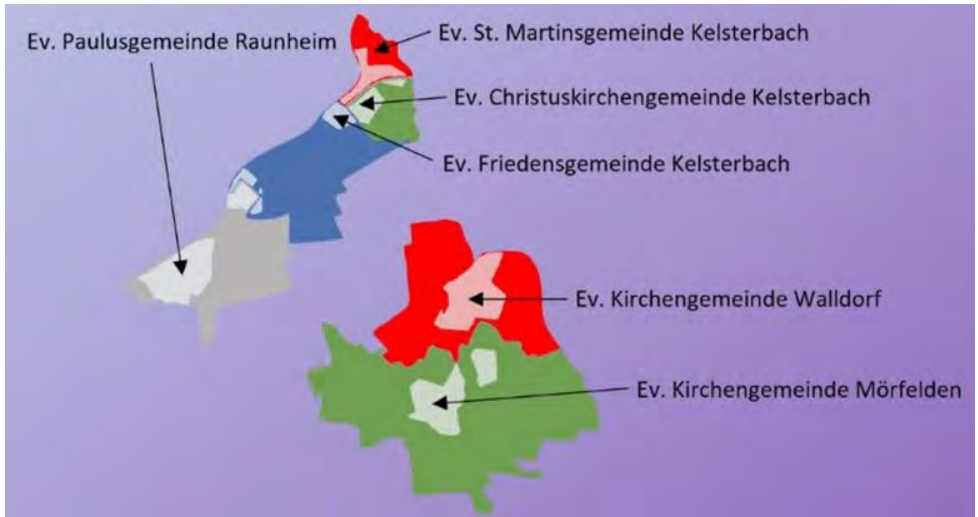 Ev. Paulusgemeinde Raunheim
Ev. St. Martinsgemeinde Kelsterbach
Ev. Christuskirchengemeinde Kelsterbach
Ev. Friedensgemeinde Kelsterbach
Ev. Kirchengemeinde Walldorf
Ev. Kirchengemeinde Mörfelden